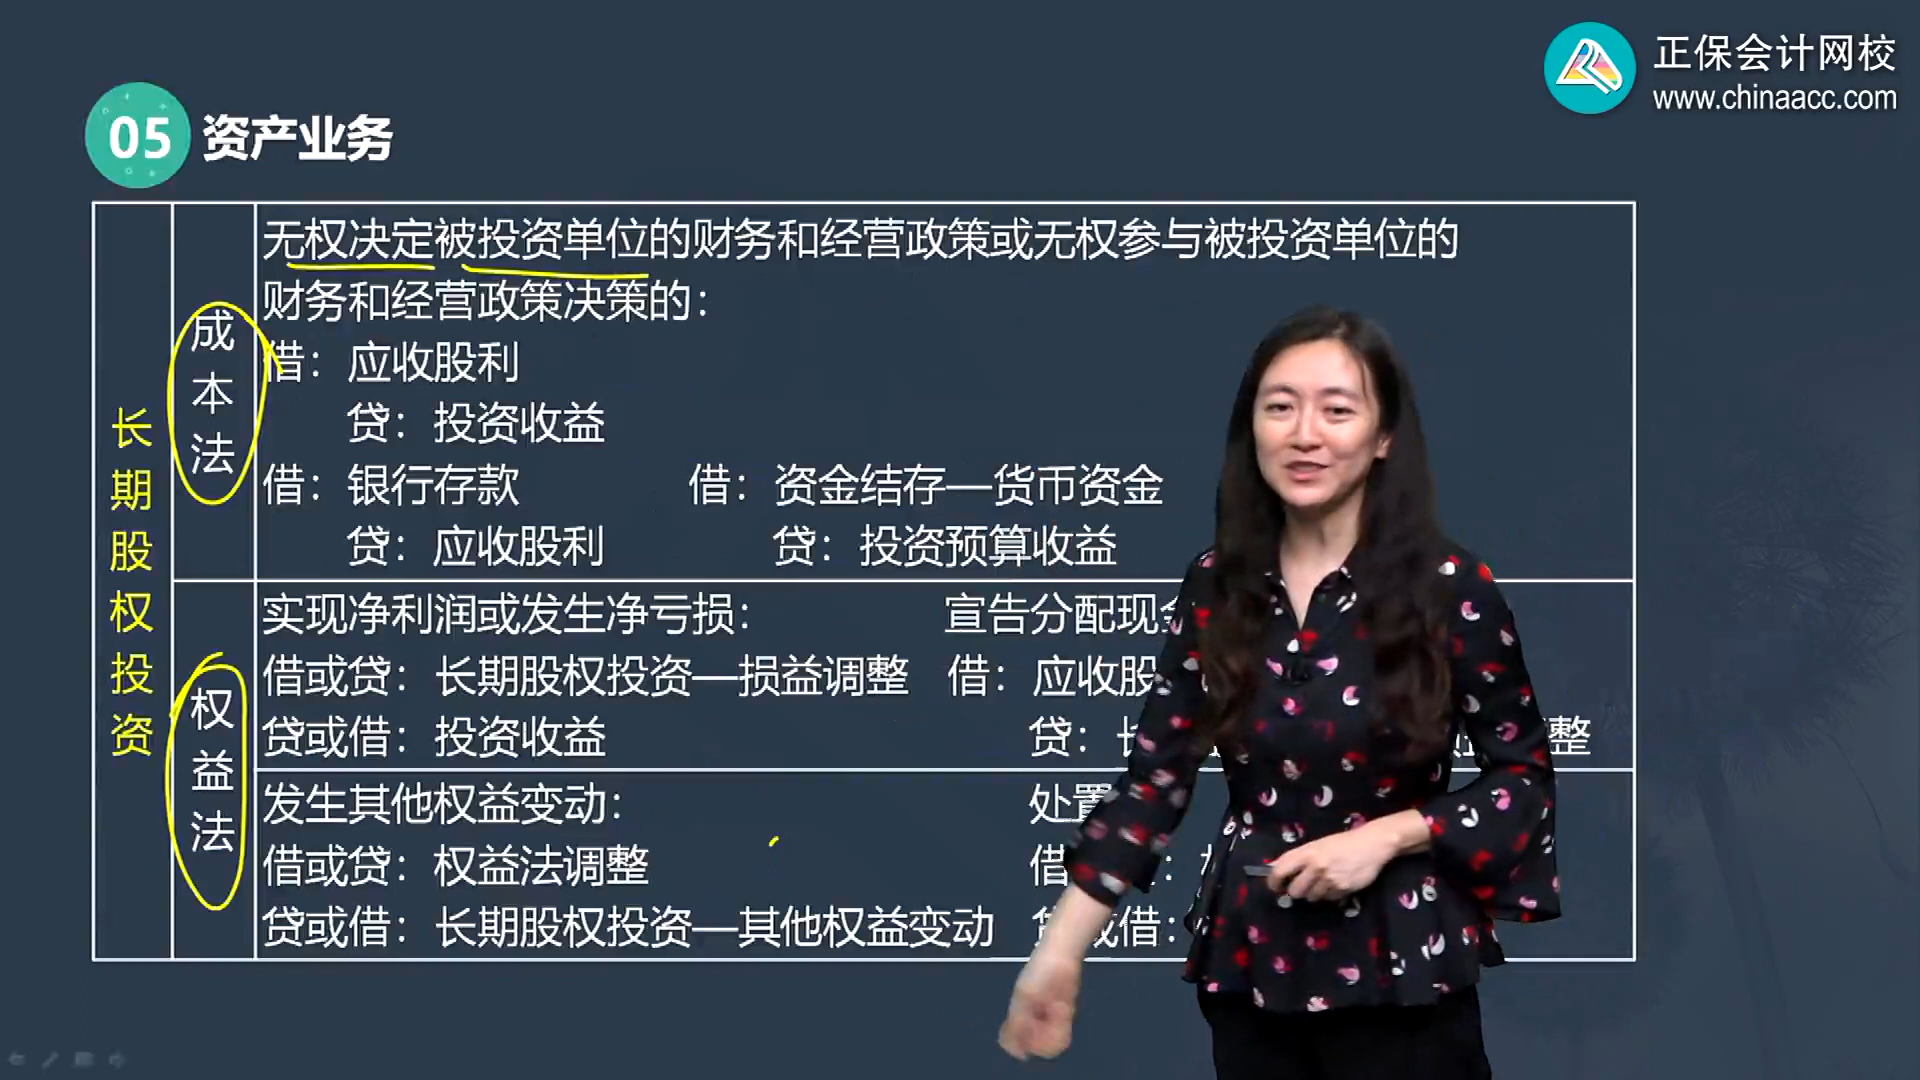 正保会计网校
www.chinaacc.com
05 资产业务
长期股权投资
成本法
无权决定被投资单位的财务和经营政策或无权参与被投资单位的
财务和经营政策决策的：
借：应收股利
贷：投资收益
借：银行存款 借：资金结存—货币资金
贷：应收股利 贷：投资预算收益
权益法
实现净利润或发生净亏损： 宣告分配现
借或贷：长期股权投资—损益调整 借：应收股
贷或借：投资收益 贷： 整
发生其他权益变动： 处置
借或贷：权益法调整 借
贷或借：长期股权投资—其他权益变动 或借：